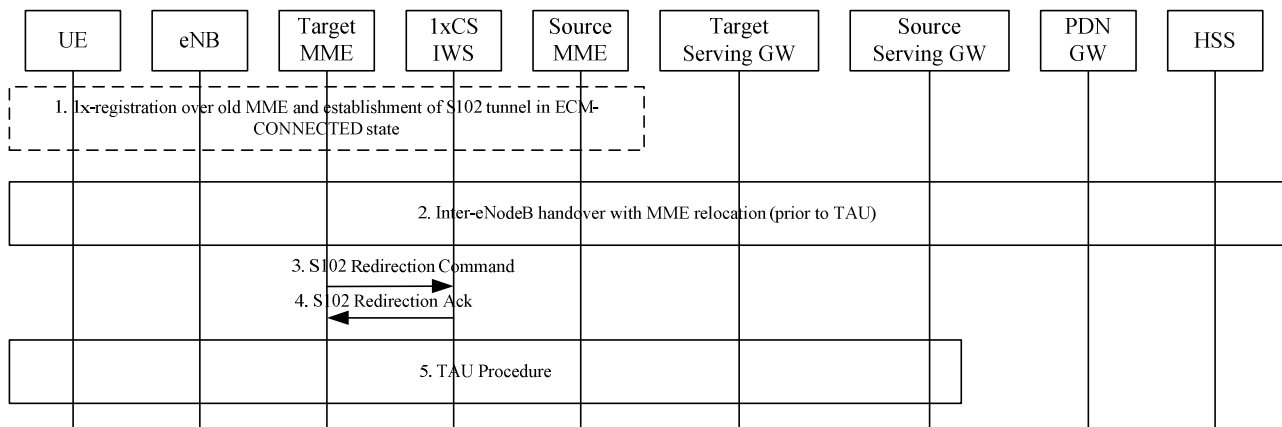 UE
eNB
Target
MME
1xCS
IWS
Source
MME
Target
Serving GW
Source
Serving GW
PDN
GW
HSS
1. 1x-registration over old MME and establishment of S102 tunnel in ECM-
CONNECTED state
2. Inter-eNodeB handover with MME relocation (prior to TAU)
3. S102 Redirection Command
4. S102 Redirection Ack
5. TAU Procedure